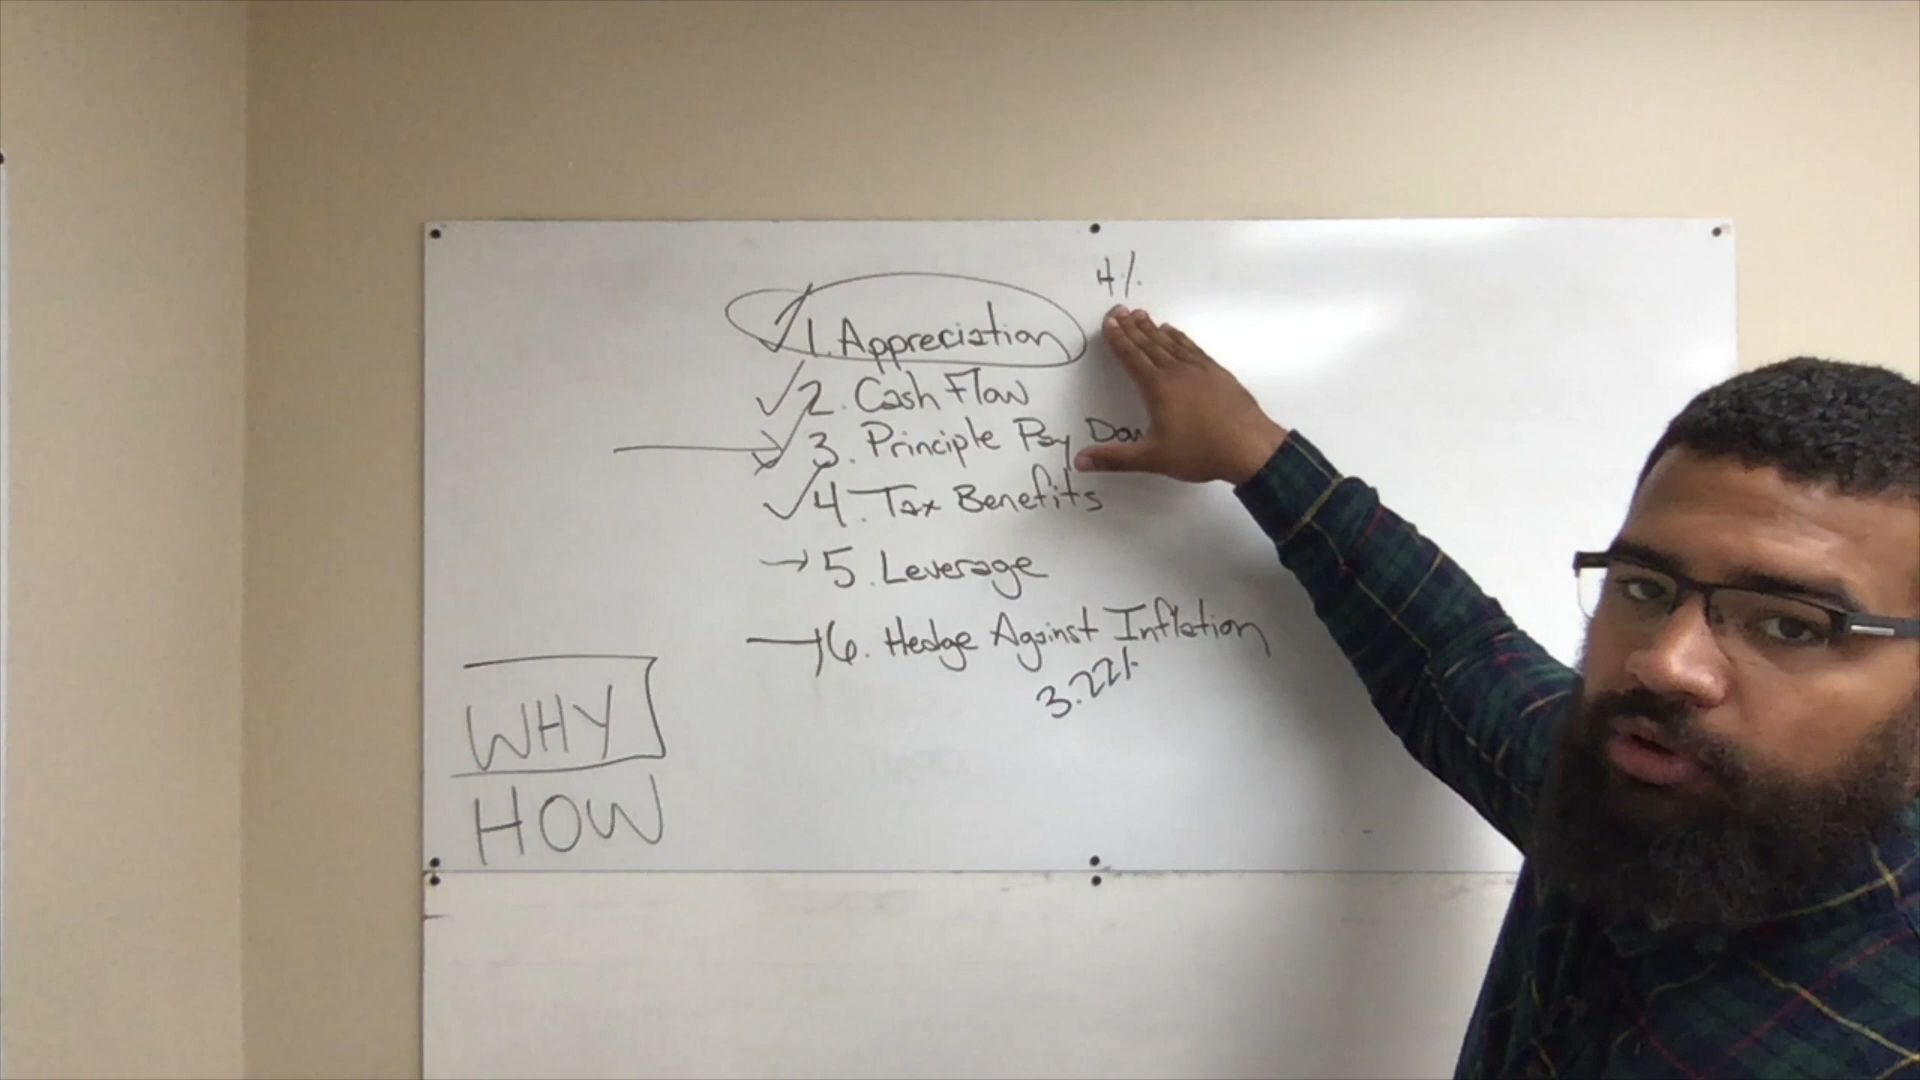 4%
1. Appreciation
2. Cash Flow
3. Principle Pay
4. Tax Benefits
5. Leverage
6. Hedge Against Inflation
3.22%
WHY
HOW